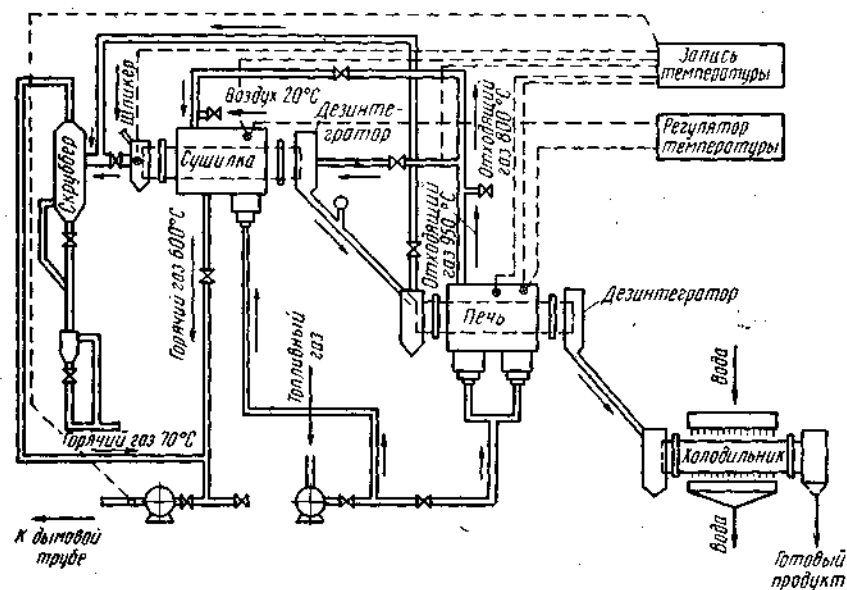 Запись
температуры
Шликер
Воздух 20°С
Дезинте-
гратор
Отходящий
газ 800°С
Регулятор
температуры
Скруббер
Сушилка
Отходящий
газ 950 °С
Горячий газ 600°С
Печь
Дезинтегратор
Топливный
газ
Вода
Горячий газ 70°С
Холодильник
К дымовой
трубе
Вода
Готовый
продукт